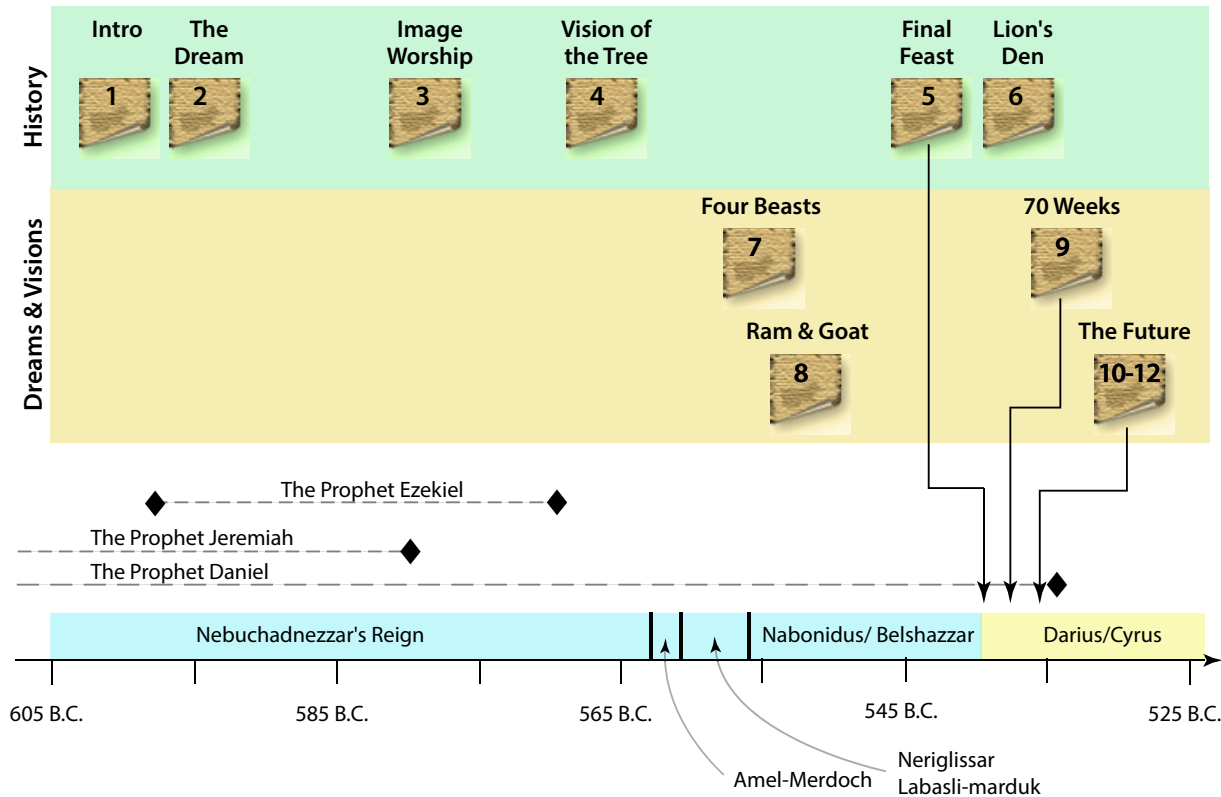 Intro
The
Dream
Image
Worship
Vision of
the Tree
Final
Feast
Lion's
Den
History
1
2
3
4
5
6
Dreams & Visions
Four Beasts
7
70 Weeks
9
Ram & Goat
8
The Future
10-12
The Prophet Ezekiel
The Prophet Jeremiah
The Prophet Daniel
Nebuchadnezzar's Reign
Nabonidus/ Belshazzar
Darius/Cyrus
605 B.C.
585 B.C.
565 B.C.
545 B.C.
525 B.C.
Amel-Merdoch
Neriglissar
Labasli-marduk